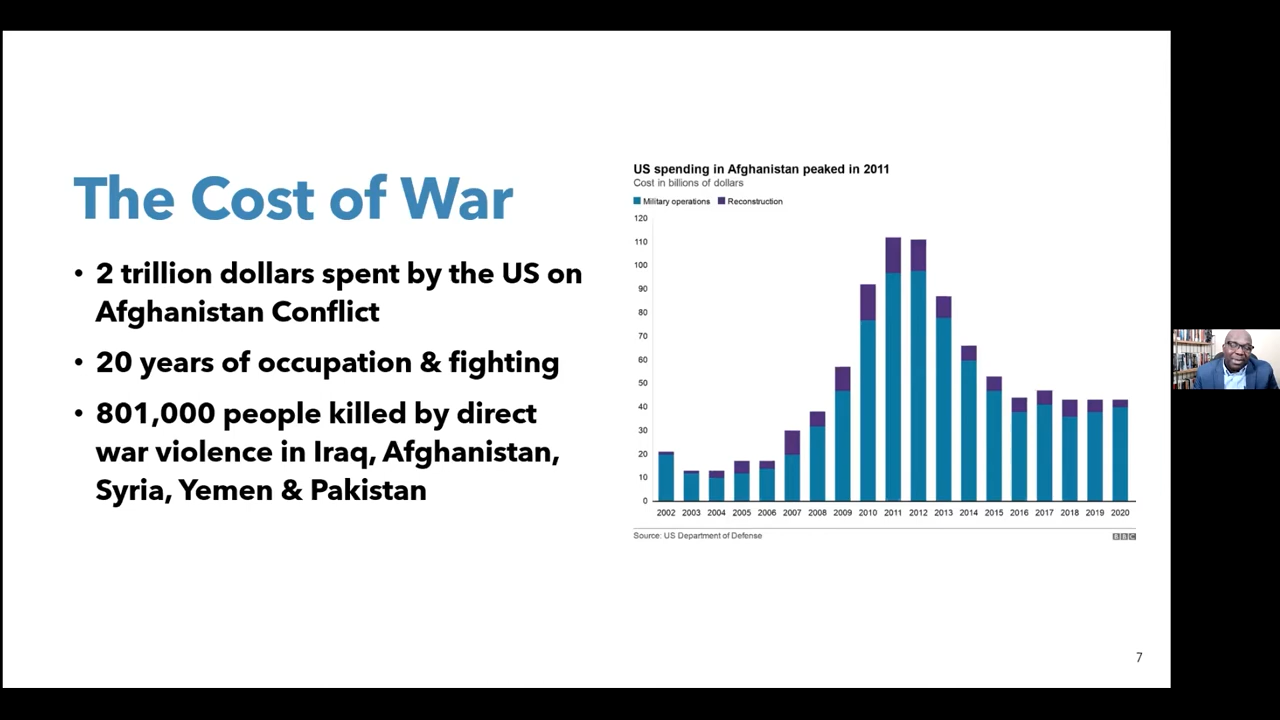 The Cost of War
• 2 trillion dollars spent by the US on
Afghanistan Conflict
• 20 years of occupation & fighting
• 801,000 people killed by direct
war violence in Iraq, Afghanistan,
Syria, Yemen & Pakistan
US spending in Afghanistan peaked in 2011
Cost in billions of dollars
Military operations Reconstruction
120
110
100
90
80
70
60
50
40
30
20
10
0
2002 2003 2004 2005 2006 2007 2008 2009 2010 2011 2012 2013 2014 2015 2016 2017 2018 2019 2020
Source: US Department of Defense BBC
7